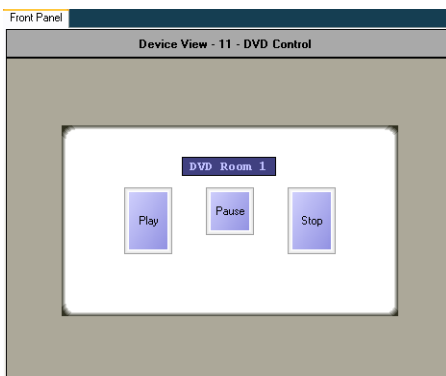 Front Panel
Device View - 11 - DVD Control
DVD Room 1
Play
Pause
Stop